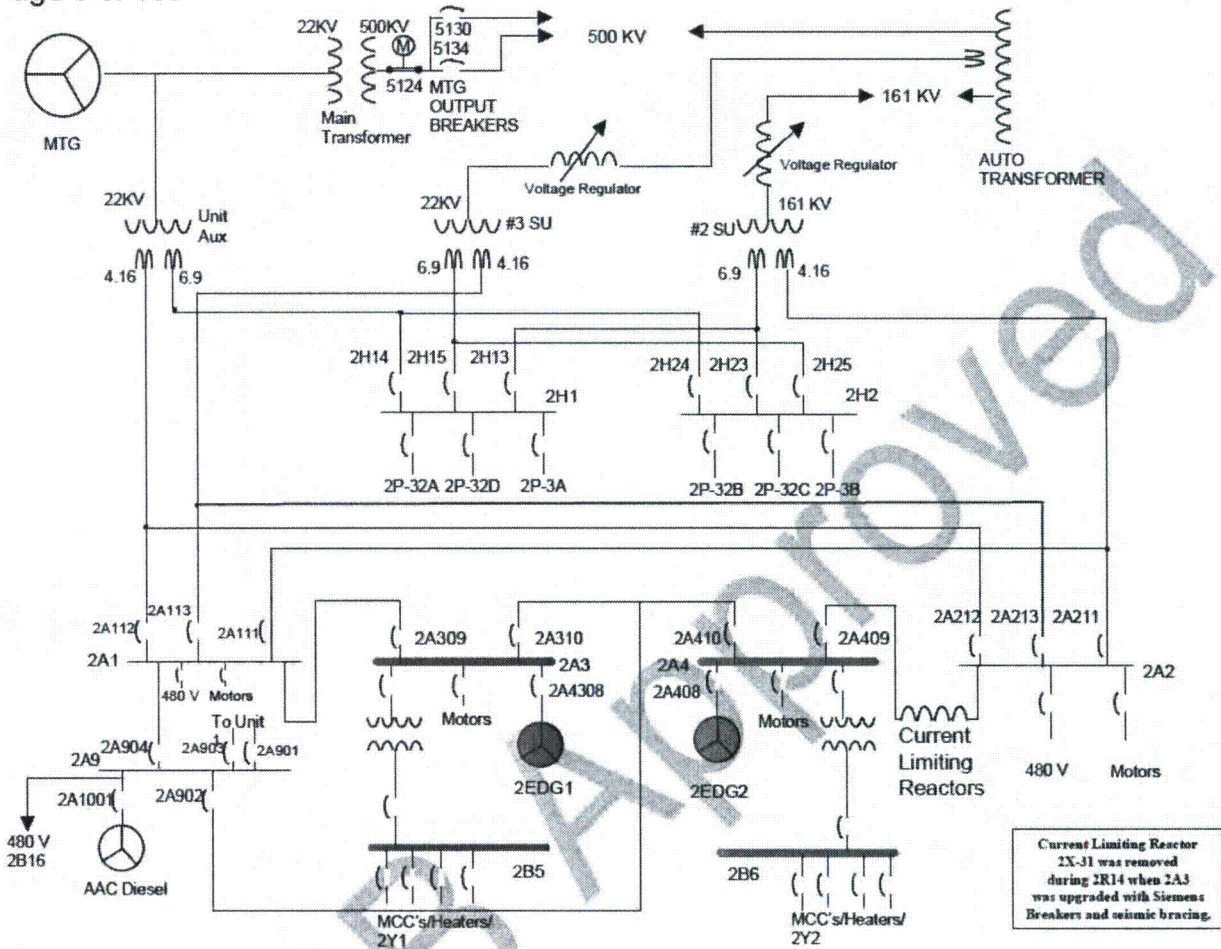 22KV
500KV
M
5130
5134
500 KV
5124
MTG
OUTPUT
BREAKERS
161 KV
MTG
Main
Transformer
Voltage Regulator
Voltage Regulator
AUTO
TRANSFORMER
22KV
Unit
Aux
22KV
#3 SU
161 KV
#2 SU
4.16
6.9
6.9
4.16
6.9
4.16
2H14
2H15
2H13
2H24
2H23
2H25
2H1
2H2
2P-32A
2P-32D
2P-3A
2P-32B
2P-32C
2P-3B
2A113
2A112
2A111
2A309
2A310
2A410
2A409
2A212
2A213
2A211
2A1
2A3
2A4
2A2
480 V
Motors
2A4308
2A408
Motors
Motors
To Unit
1
2A904
2A903
2A901
2A9
Current
Limiting
Reactors
480 V
Motors
2EDG1
2EDG2
2A1001
2A902
480 V
2B16
AAC Diesel
2B5
2B6
MCC's/Heaters/
2Y1
MCC's/Heaters/
2Y2
Current Limiting Reactor
2X-31 was removed
during 2R14 when 2A3
was upgraded with Siemens
Breakers and seismic bracing.
Approved